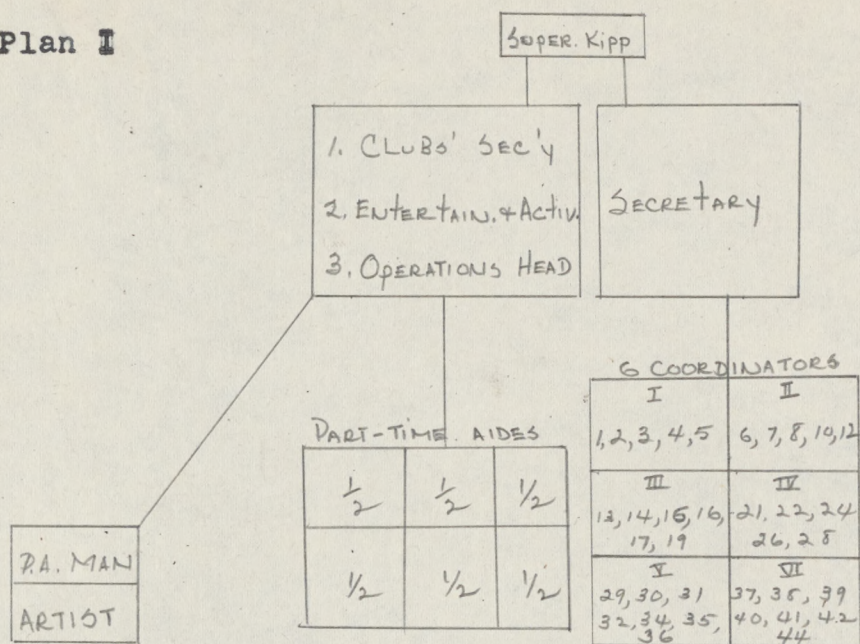 Plan I
SUPER. Kipp
1. CLUBS' SEC'Y
2. ENTERTAIN. & ACTIV.
3. OPERATIONS HEAD
SECRETARY
6 COORDINATORS
I
1, 2, 3, 4, 5
II
6, 7, 8, 10, 12
III
13, 14, 15, 16,
17, 19
IV
21, 22, 24
26, 28
V
29, 30, 31
32, 34, 35,
36
VI
37, 38, 39
40, 41, 42
44
PART-TIME AIDES
1/2 1/2 1/2
1/2 1/2 1/2
P.A. MAN
ARTIST